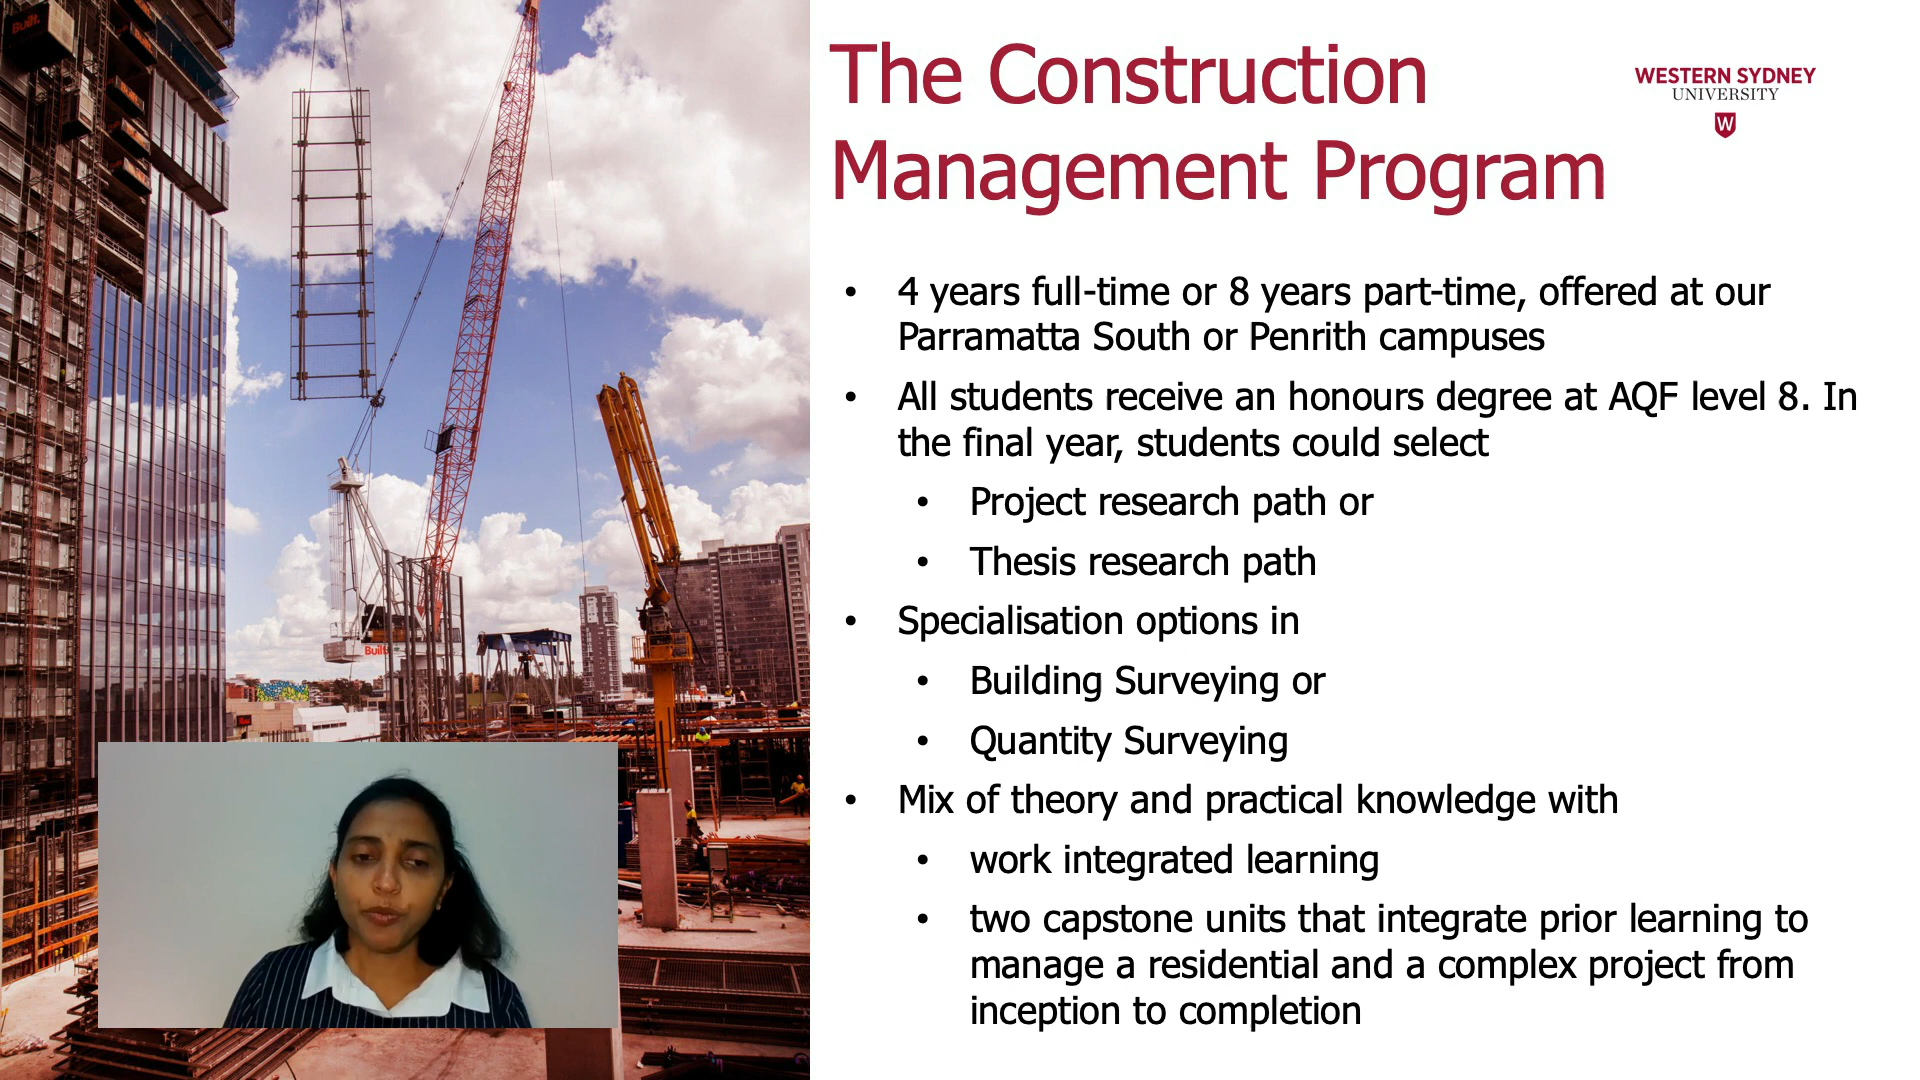 Built.
The Construction
Management Program
WESTERN SYDNEY
UNIVERSITY
W
• 4 years full-time or 8 years part-time, offered at our
Parramatta South or Penrith campuses
• All students receive an honours degree at AQF level 8. In
the final year, students could select
• Project research path or
• Thesis research path
• Specialisation options in
• Building Surveying or
• Quantity Surveying
• Mix of theory and practical knowledge with
• work integrated learning
• two capstone units that integrate prior learning to
manage a residential and a complex project from
inception to completion
Built